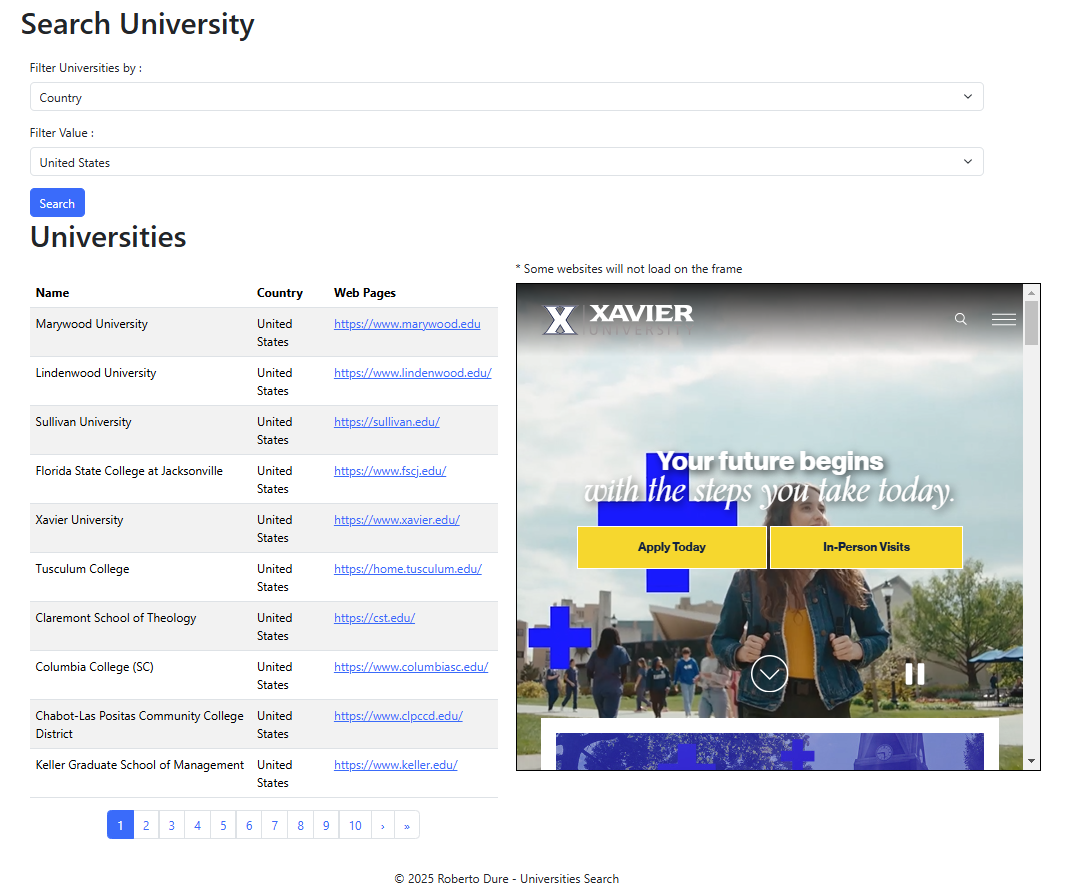 Search University
Filter Universities by :
Country
Filter Value :
United States
Search
Universities
* Some websites will not load on the frame
Name Country Web Pages
Marywood University United States https://www.marywood.edu
Lindenwood University United States https://www.lindenwood.edu/
Sullivan University United States https://sullivan.edu/
Florida State College at Jacksonville United States https://www.fscj.edu/
Xavier University United States https://www.xavier.edu/
Tusculum College United States https://home.tusculum.edu/
Claremont School of Theology United States https://cst.edu/
Columbia College (SC) United States https://www.columbiasc.edu/
Chabot-Las Positas Community College District United States https://www.clpccd.edu/
Keller Graduate School of Management United States https://www.keller.edu/
1 2 3 4 5 6 7 8 9 10 › »
X XAVIER
UNIVERSITY
Your future begins
with the steps you take today.
Apply Today In-Person Visits
© 2025 Roberto Dure - Universities Search